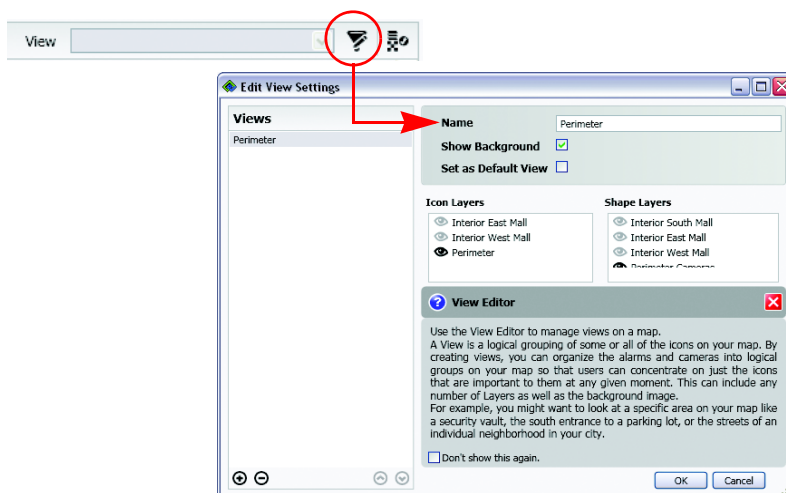 View
Edit View Settings
Views
Perimeter
Name
Perimeter
Show Background
Set as Default View
Icon Layers
Interior East Mall
Interior West Mall
Perimeter
Shape Layers
Interior South Mall
Interior East Mall
Interior West Mall
Perimeter Cameras
View Editor
Use the View Editor to manage views on a map.
A View is a logical grouping of some or all of the icons on your map. By
creating views, you can organize the alarms and cameras into logical
groups on your map so that users can concentrate on just the icons
that are important to them at any given moment. This can include any
number of Layers as well as the background image.
For example, you might want to look at a specific area on your map like
a security vault, the south entrance to a parking lot, or the streets of an
individual neighborhood in your city.
Don't show this again.
OK
Cancel